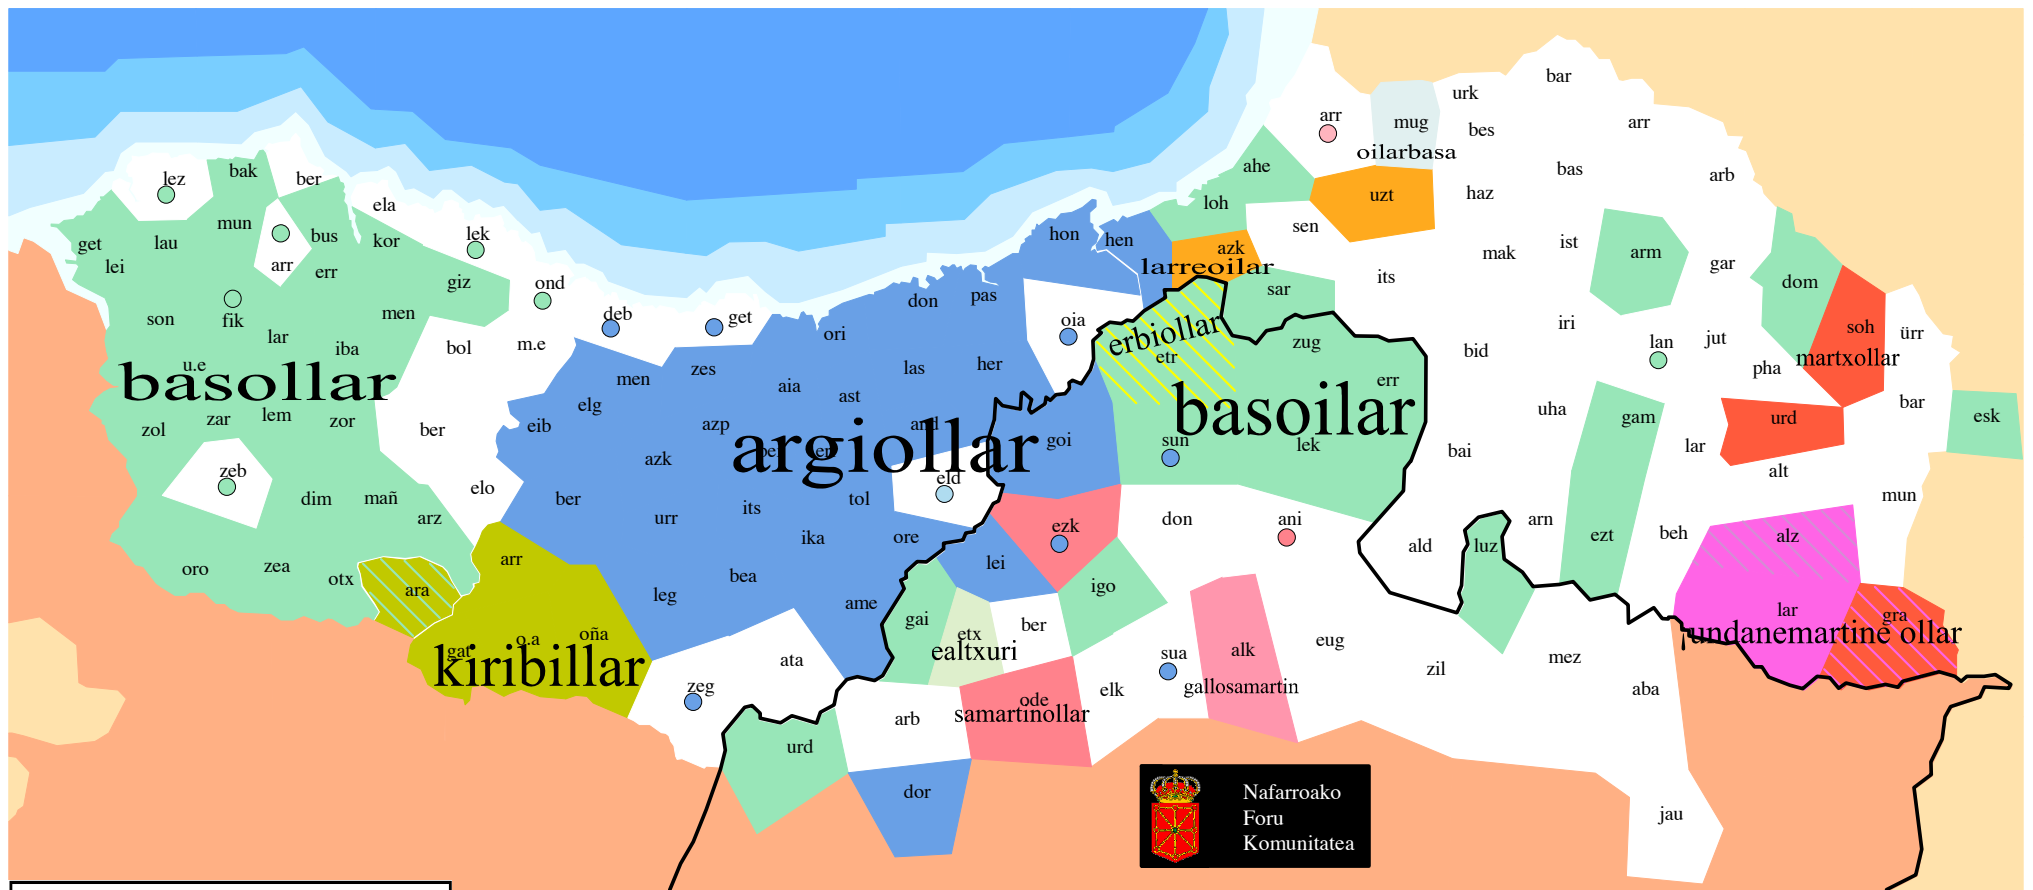 bar
urk
arr
mug
arr
bes
oilarbasa
ahe
bas
arb
bak
lez
ber
haz
uzt
loh
ela
mun
bus
kor
lek
sen
hon
hen
azk
get
lau
lei
arr
err
larreoilar
mak
ist
arm
gar
its
giz
ond
sar
dom
don
pas
son
fik
men
deb
get
ori
oia
erbiollar
etr
zug
iri
soh
ürr
lar
iba
bol
m.e
bid
lan
jut
martxollar
u.e
basollar
men
zes
las
her
aia
ast
err
pha
basoilar
uha
gam
urd
bar
esk
zol
zar
lem
zor
ber
eib
elg
azp
and
argiollar
goi
sun
lek
bai
lar
alt
zeb
azk
eld
dim
mañ
arz
elo
ber
urr
its
tol
ezk
don
ani
arn
mun
ika
ore
ald
luz
ezt
beh
alz
oro
zea
otx
ara
arr
bea
lei
igo
leg
ame
gai
etx
ber
lar
gra
gat
o.a
oña
kiribillar
ealtxuri
eug
undanemartine ollar
ata
sua
alk
zil
mez
zeg
elk
gallosamartin
aba
ode
samartinollar
arb
urd
dor
jau
Nafarroako
Foru
Komunitatea